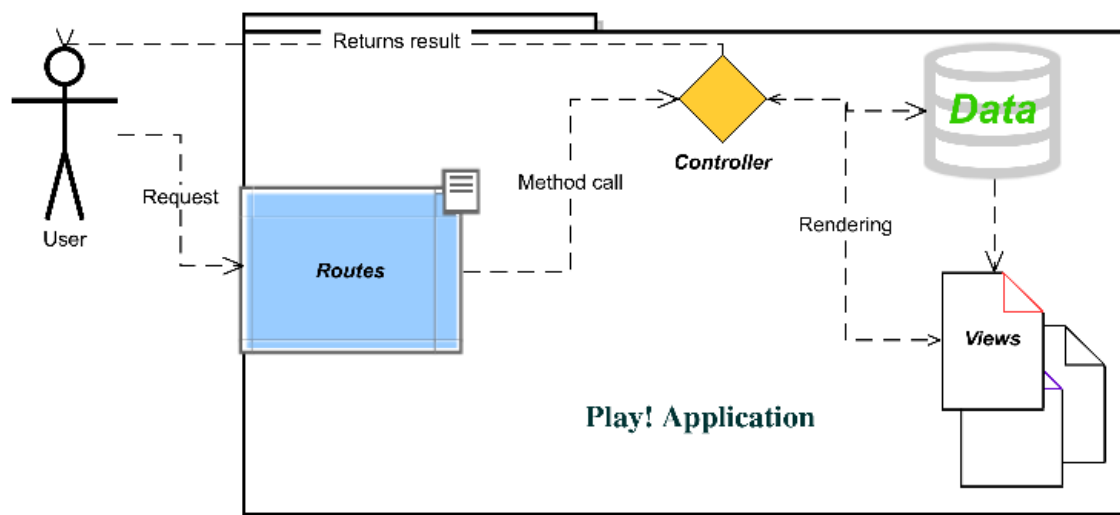 Returns result
Data
Controller
Method call
Request
User
Rendering
Routes
Views
Play! Application